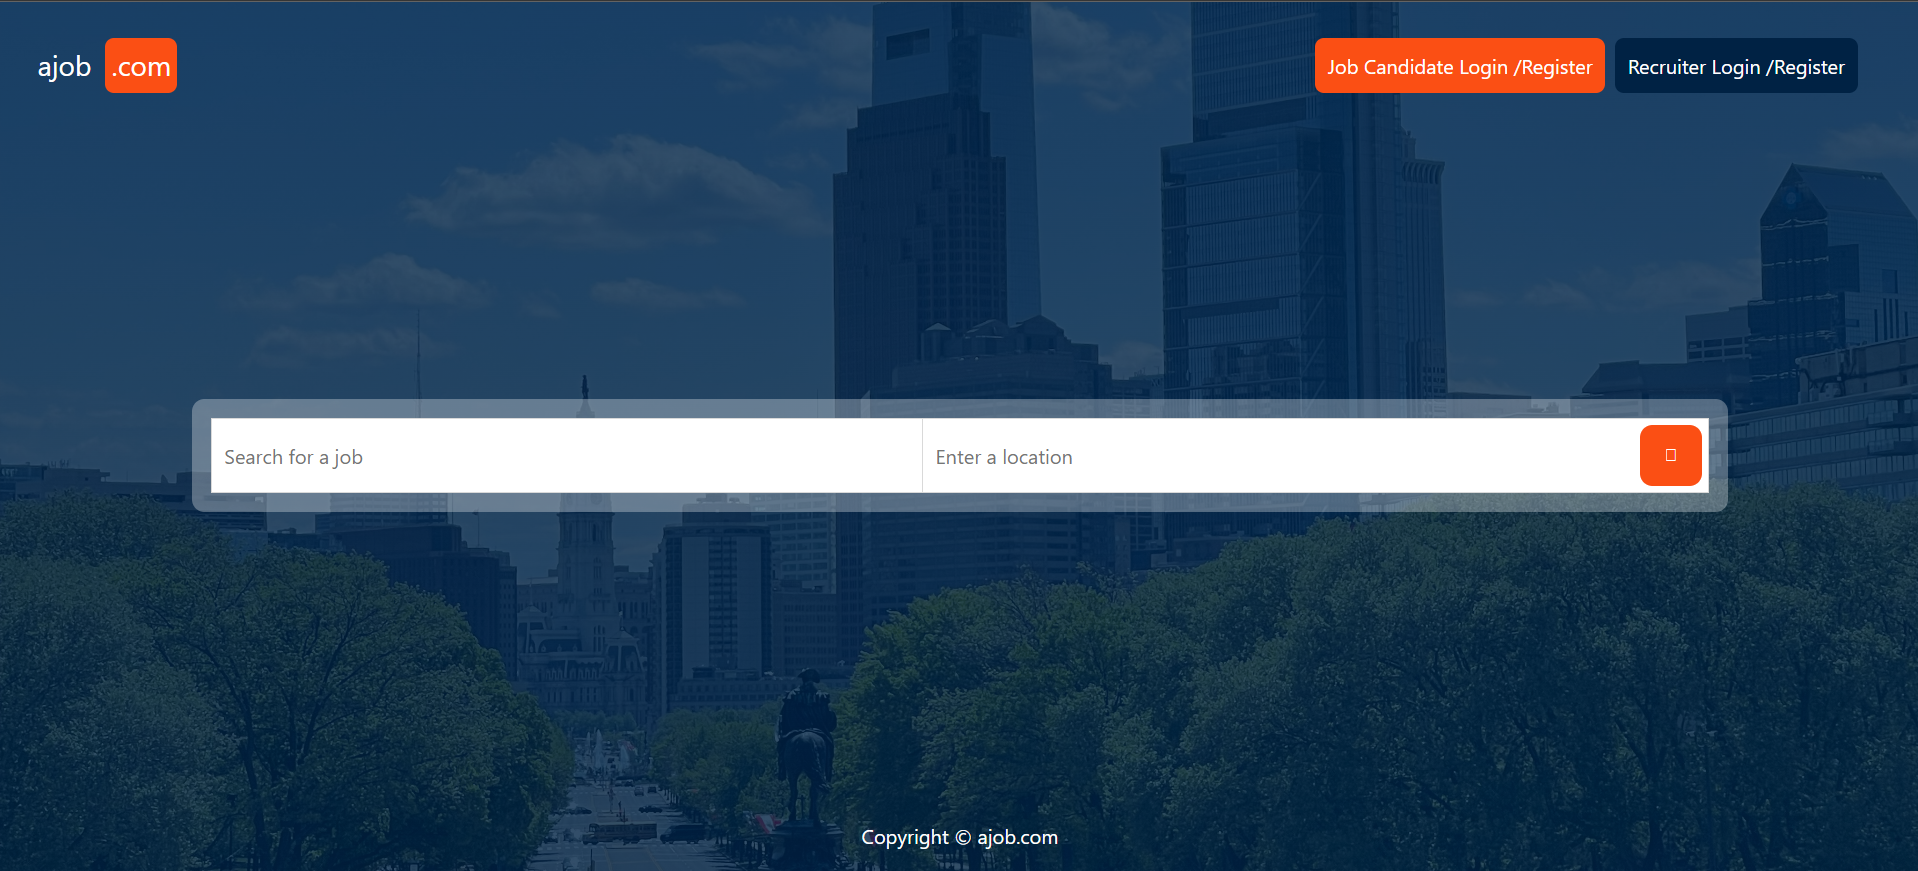 ajob .com
Job Candidate Login /Register
Recruiter Login /Register
Search for a job
Enter a location
Copyright © ajob.com